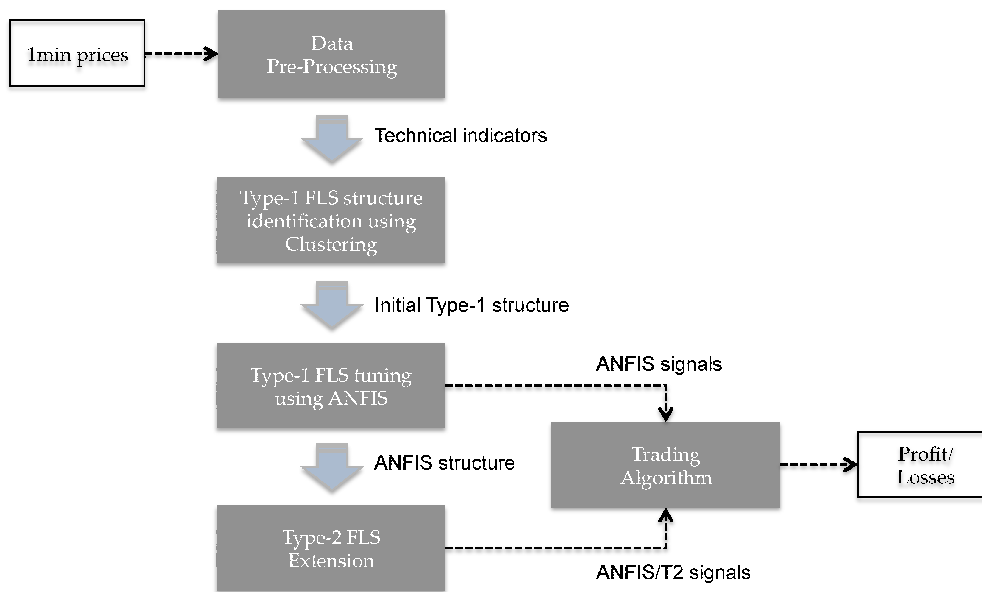 1min prices
Data
Pre-Processing
Technical indicators
Type-1 FLS structure
identification using
Clustering
Initial Type-1 structure
Type-1 FLS tuning
using ANFIS
ANFIS signals
ANFIS structure
Trading
Algorithm
Profit/
Losses
Type-2 FLS
Extension
ANFIS/T2 signals